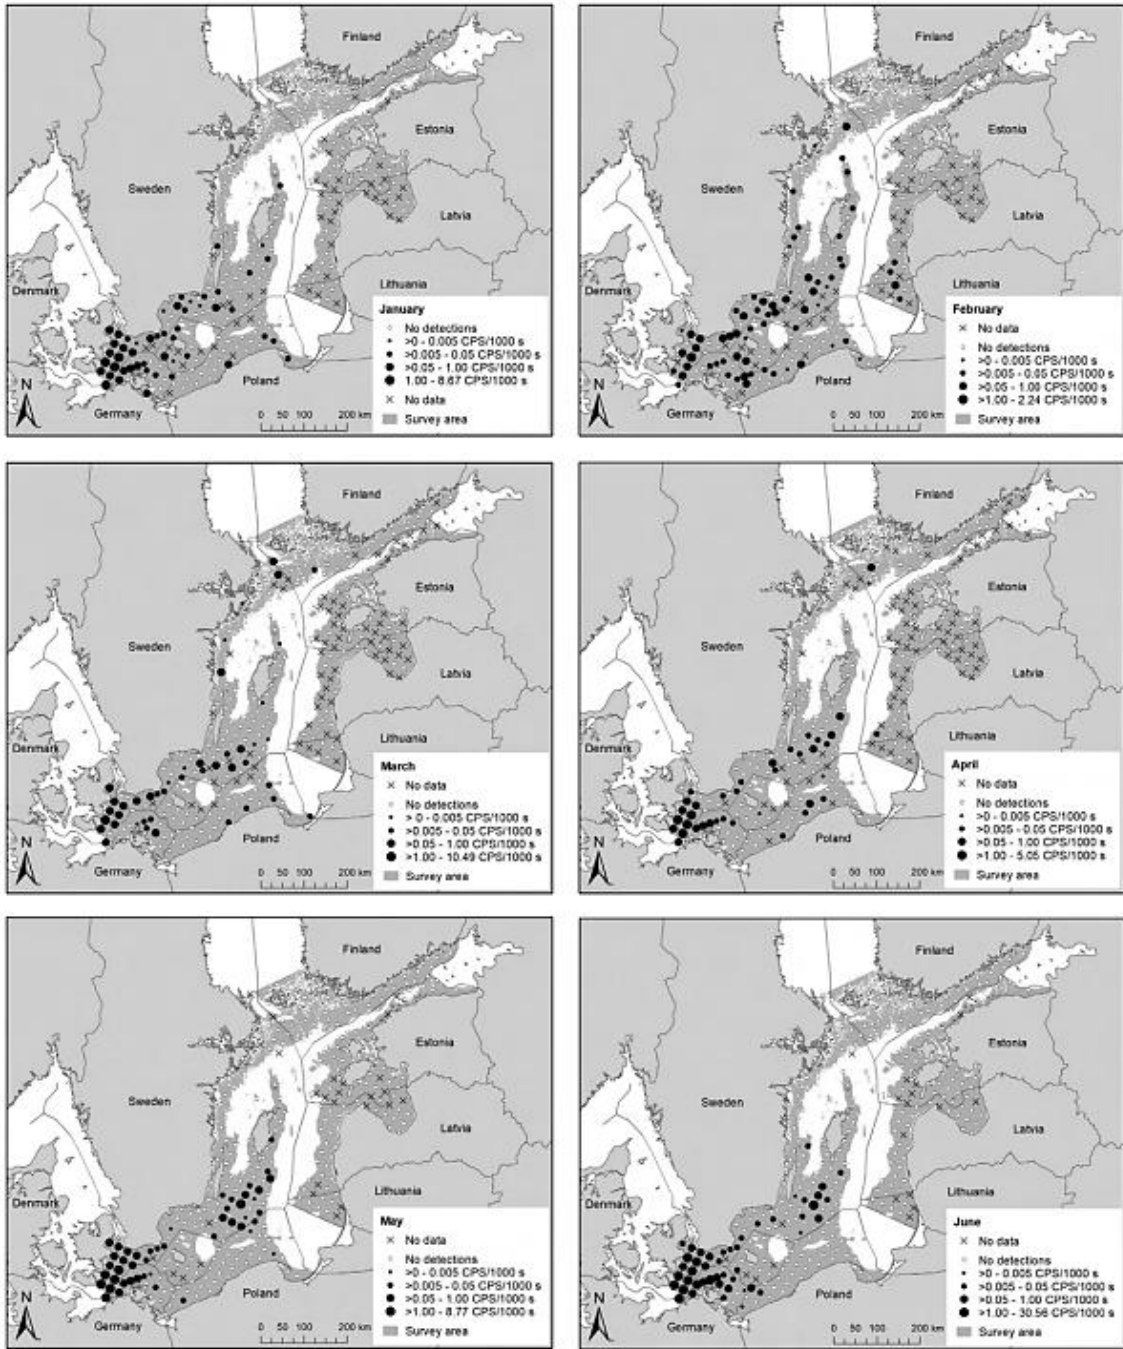 Finland
Estonia
Sweden
Latvia
Denmark
Lithuania
January
No detections
>0 - 0.005 CPS/1000 s
>0.005 - 0.05 CPS/1000 s
>0.05 - 1.00 CPS/1000 s
1.00 - 8.67 CPS/1000 s
No data
Survey area
N
Germany
Poland
0 50 100 200 km
Finland
Estonia
Sweden
Latvia
Denmark
Lithuania
February
No data
No detections
>0 - 0.005 CPS/1000 s
>0.005 - 0.05 CPS/1000 s
>0.05 - 1.00 CPS/1000 s
>1.00 - 2.24 CPS/1000 s
Survey area
N
Germany
Poland
0 50 100 200 km
Finland
Estonia
Sweden
Latvia
Denmark
Lithuania
March
No data
No detections
> 0 - 0.005 CPS/1000 s
>0.005 - 0.05 CPS/1000 s
>0.05 - 1.00 CPS/1000 s
>1.00 - 10.49 CPS/1000 s
Survey area
N
Germany
Poland
0 50 100 200 km
Finland
Estonia
Sweden
Latvia
Denmark
Lithuania
April
No data
No detections
>0 - 0.005 CPS/1000 s
>0.005 - 0.05 CPS/1000 s
>0.05 - 1.00 CPS/1000 s
>1.00 - 5.05 CPS/1000 s
Survey area
N
Germany
Poland
0 50 100 200 km
Finland
Estonia
Sweden
Latvia
Denmark
Lithuania
May
No data
No detections
>0 - 0.005 CPS/1000 s
>0.005 - 0.05 CPS/1000 s
>0.05 - 1.00 CPS/1000 s
>1.00 - 8.77 CPS/1000 s
Survey area
N
Germany
Poland
0 50 100 200 km
Finland
Estonia
Sweden
Latvia
Denmark
Lithuania
June
No data
No detections
>0 - 0.005 CPS/1000 s
>0.005 - 0.05 CPS/1000 s
>0.05 - 1.00 CPS/1000 s
>1.00 - 30.56 CPS/1000 s
Survey area
N
Germany
Poland
0 50 100 200 km